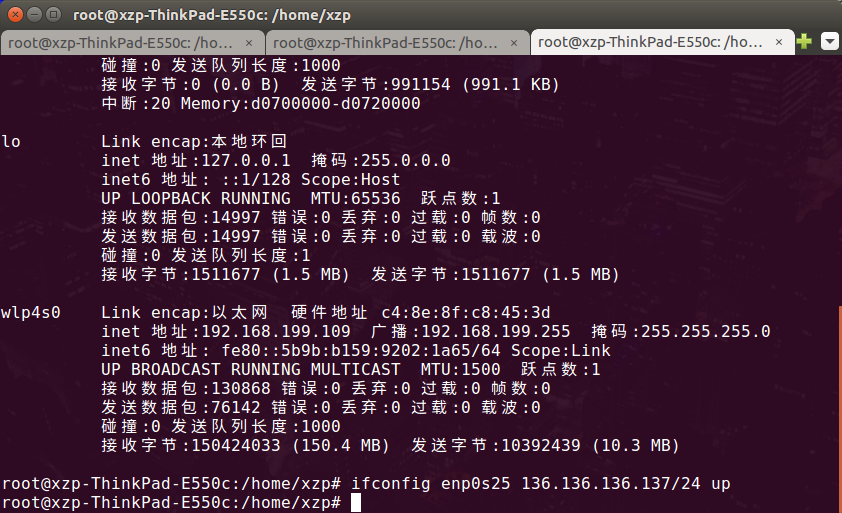 root@xzp-ThinkPad-E550c: /home/xzp
root@xzp-ThinkPad-E550c: /ho... × root@xzp-ThinkPad-E550c: /ho... × root@xzp-ThinkPad-E550c: /ho... ×
碰撞:0 发送队列长度:1000
接收字节:0 (0.0 B)  发送字节:991154 (991.1 KB)
中断:20 Memory:d0700000-d0720000
lo        Link encap:本地环回
inet 地址:127.0.0.1  掩码:255.0.0.0
inet6 地址: ::1/128 Scope:Host
UP LOOPBACK RUNNING  MTU:65536  跃点数:1
接收数据包:14997 错误:0 丢弃:0 过载:0 帧数:0
发送数据包:14997 错误:0 丢弃:0 过载:0 载波:0
碰撞:0 发送队列长度:1
接收字节:1511677 (1.5 MB)  发送字节:1511677 (1.5 MB)
wlp4s0    Link encap:以太网  硬件地址 c4:8e:8f:c8:45:3d
inet 地址:192.168.199.109  广播:192.168.199.255  掩码:255.255.255.0
inet6 地址: fe80::5b9b:b159:9202:1a65/64 Scope:Link
UP BROADCAST RUNNING MULTICAST  MTU:1500  跃点数:1
接收数据包:130868 错误:0 丢弃:0 过载:0 帧数:0
发送数据包:76142 错误:0 丢弃:0 过载:0 载波:0
碰撞:0 发送队列长度:1000
接收字节:150424033 (150.4 MB)  发送字节:10392439 (10.3 MB)
root@xzp-ThinkPad-E550c:/home/xzp# ifconfig enp0s25 136.136.136.137/24 up
root@xzp-ThinkPad-E550c:/home/xzp#